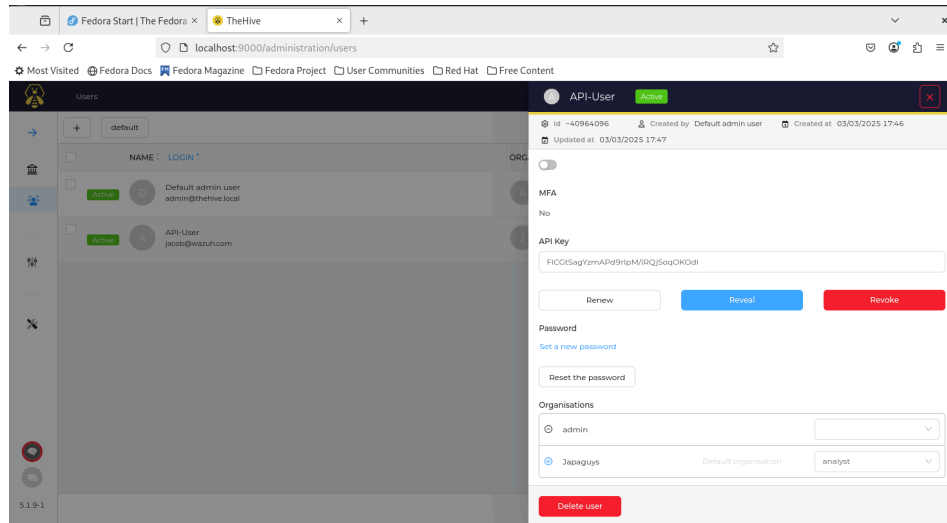 Fedora Start | The Fedora
TheHive
localhost:9000/administration/users
Most Visited Fedora Docs Fedora Magazine Fedora Project User Communities Red Hat Free Content
Users
API-User Active
Id ~40964096 Created by Default admin user Created at 03/03/2025 17:46
Updated at 03/03/2025 17:47
default
NAME LOGIN ORG
Active D Default admin user
admin@thehive.local
Active A API-User
jacob@wazuh.com
MFA
No
API Key
Renew Reveal Revoke
Password
Set a new password
Reset the password
Organisations
admin
Japaguys Default organisation analyst
Delete user
5.1.9-1